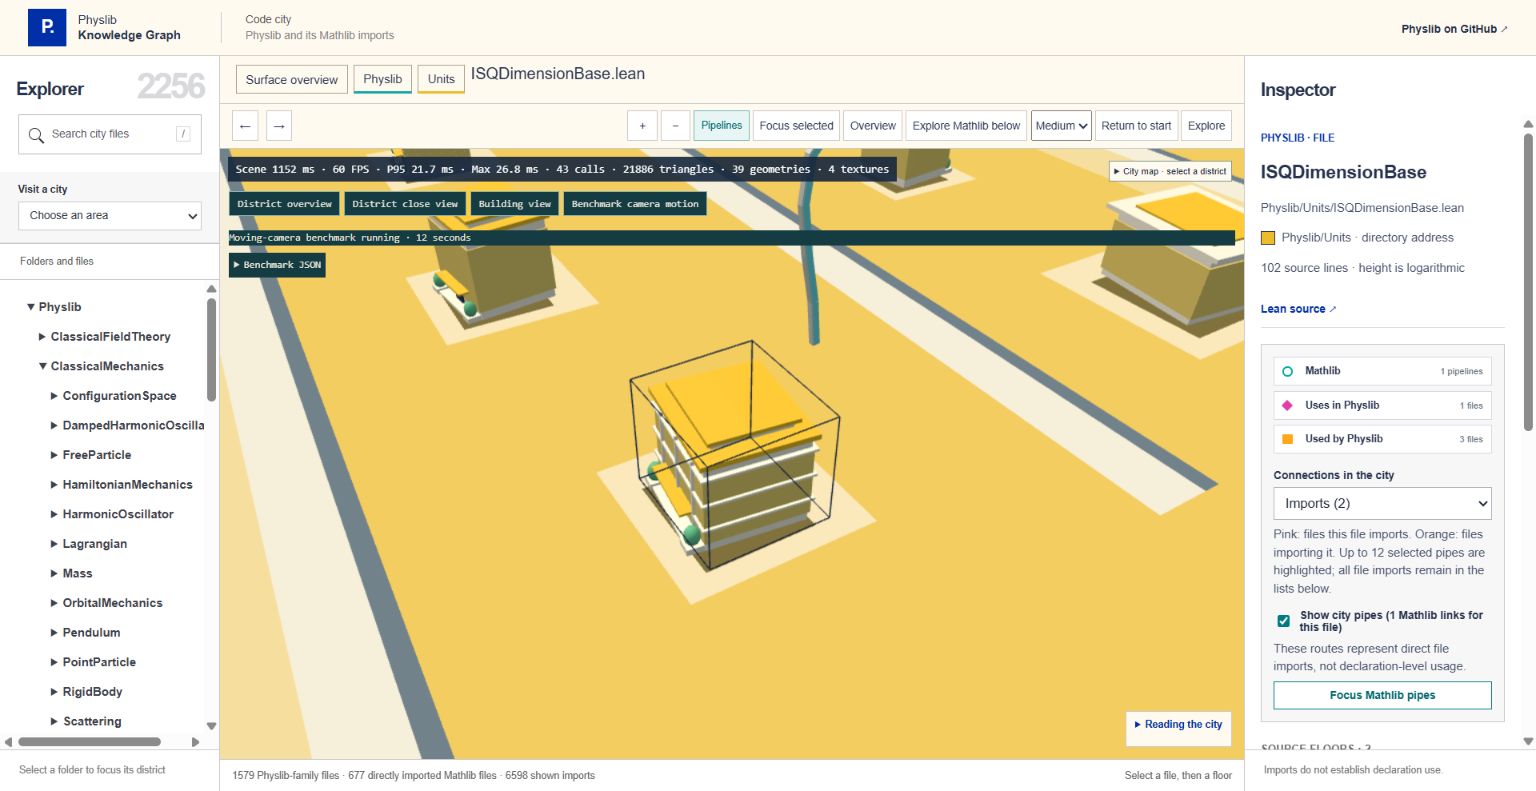 P.
Physlib
Knowledge Graph
Code city
Physlib and its Mathlib imports
Physlib on GitHub ↗
Explorer
2256
Search city files
/
Visit a city
Choose an area
Folders and files
▼ Physlib
▶ ClassicalFieldTheory
▼ ClassicalMechanics
▶ ConfigurationSpace
▶ DampedHarmonicOscilla
▶ FreeParticle
▶ HamiltonianMechanics
▶ HarmonicOscillator
▶ Lagrangian
▶ Mass
▶ OrbitalMechanics
▶ Pendulum
▶ PointParticle
▶ RigidBody
▶ Scattering
Select a folder to focus its district
Surface overview
Physlib
Units
ISQDimensionBase.lean
←
→
+
−
Pipelines
Focus selected
Overview
Explore Mathlib below
Medium
Return to start
Explore
Scene 1152 ms · 60 FPS · P95 21.7 ms · Max 26.8 ms · 43 calls · 21886 triangles · 39 geometries · 4 textures
▶ City map · select a district
District overview
District close view
Building view
Benchmark camera motion
Moving-camera benchmark running · 12 seconds
▶ Benchmark JSON
▶ Reading the city
1579 Physlib-family files · 677 directly imported Mathlib files · 6598 shown imports
Select a file, then a floor
Inspector
PHYSLIB · FILE
ISQDimensionBase
Physlib/Units/ISQDimensionBase.lean
Physlib/Units · directory address
102 source lines · height is logarithmic
Lean source ↗
Mathlib
1 pipelines
Uses in Physlib
1 files
Used by Physlib
3 files
Connections in the city
Imports (2)
Pink: files this file imports. Orange: files
importing it. Up to 12 selected pipes are
highlighted; all file imports remain in the
lists below.
Show city pipes (1 Mathlib links for
this file)
These routes represent direct file
imports, not declaration-level usage.
Focus Mathlib pipes
SOURCE FLOORS · 2
Imports do not establish declaration use.